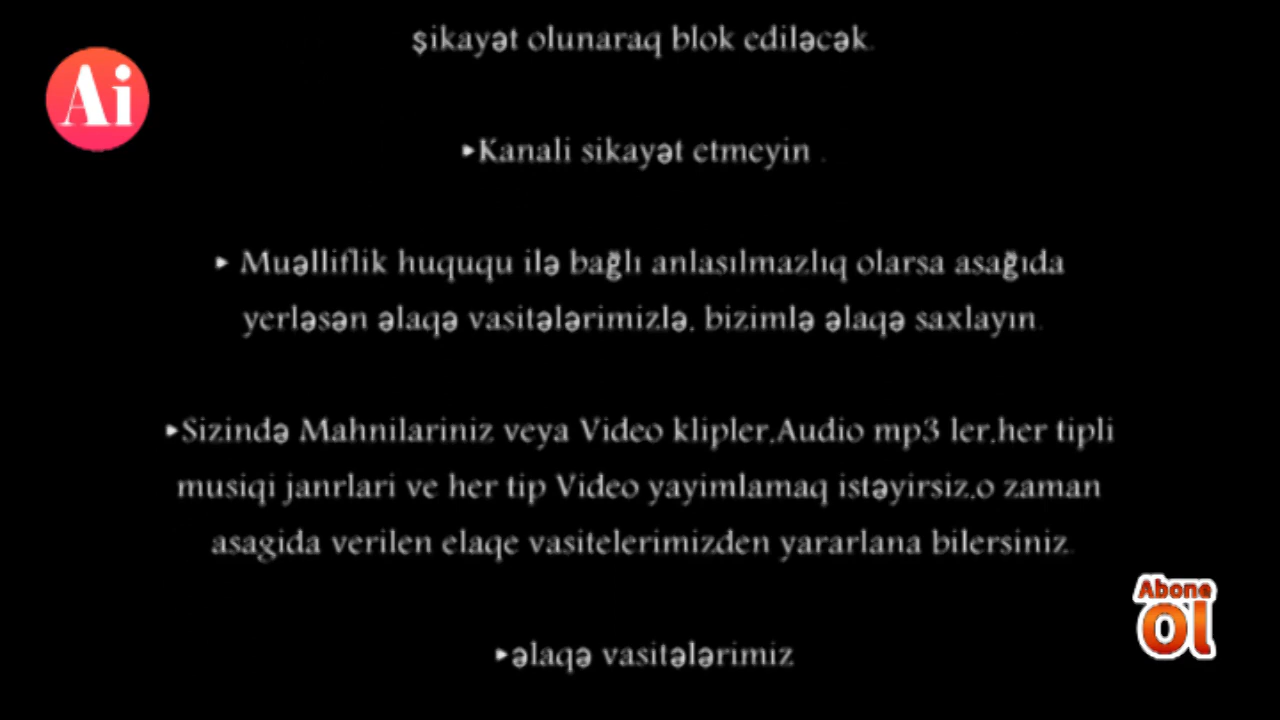 şikayət olunaraq blok ediləcək.
Ai
▸Kanali sikayət etmeyin .
▸ Muəlliflik huququ ilə bağlı anlasılmazlıq olarsa asağıda
yerləsən əlaqə vasitələrimizlə, bizimlə əlaqə saxlayın.
▸Sizində Mahnilariniz veya Video klipler,Audio mp3 ler,her tipli
musiqi janrlari ve her tip Video yayimlamaq istəyirsiz,o zaman
asagida verilen elaqe vasitelerimizden yararlana bilersiniz.
Abone
ol
▸əlaqə vasitələrimiz